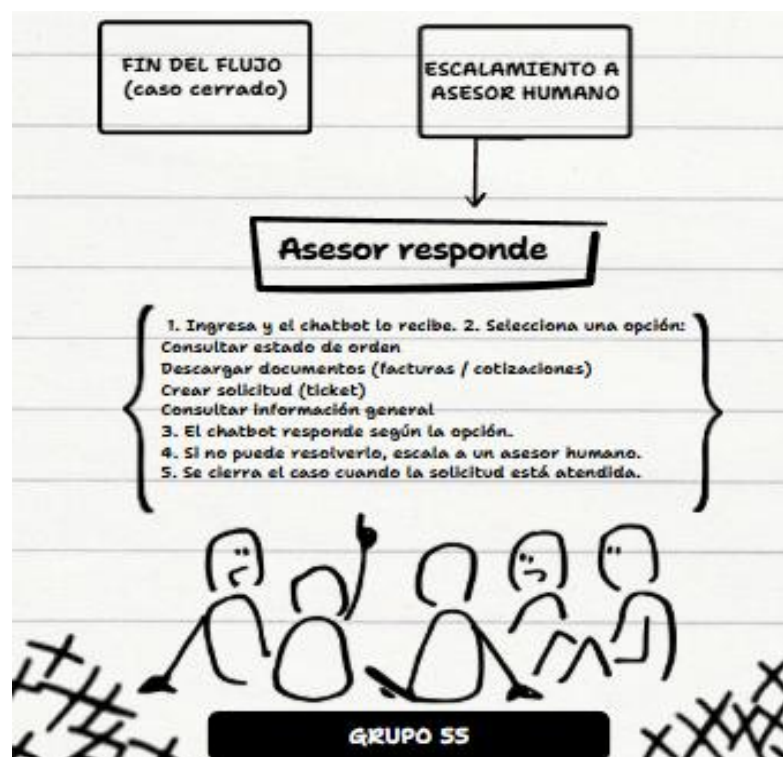 FIN DEL FLUJO
(caso cerrado)
ESCALAMIENTO A
ASESOR HUMANO
Asesor responde
1. Ingresa y el chatbot lo recibe. 2. Selecciona una opción:
Consultar estado de orden
Descargar documentos (facturas / cotizaciones)
Crear solicitud (ticket)
Consultar información general
3. El chatbot responde según la opción.
4. Si no puede resolverlo, escala a un asesor humano.
5. Se cierra el caso cuando la solicitud está atendida.
GRUPO 55